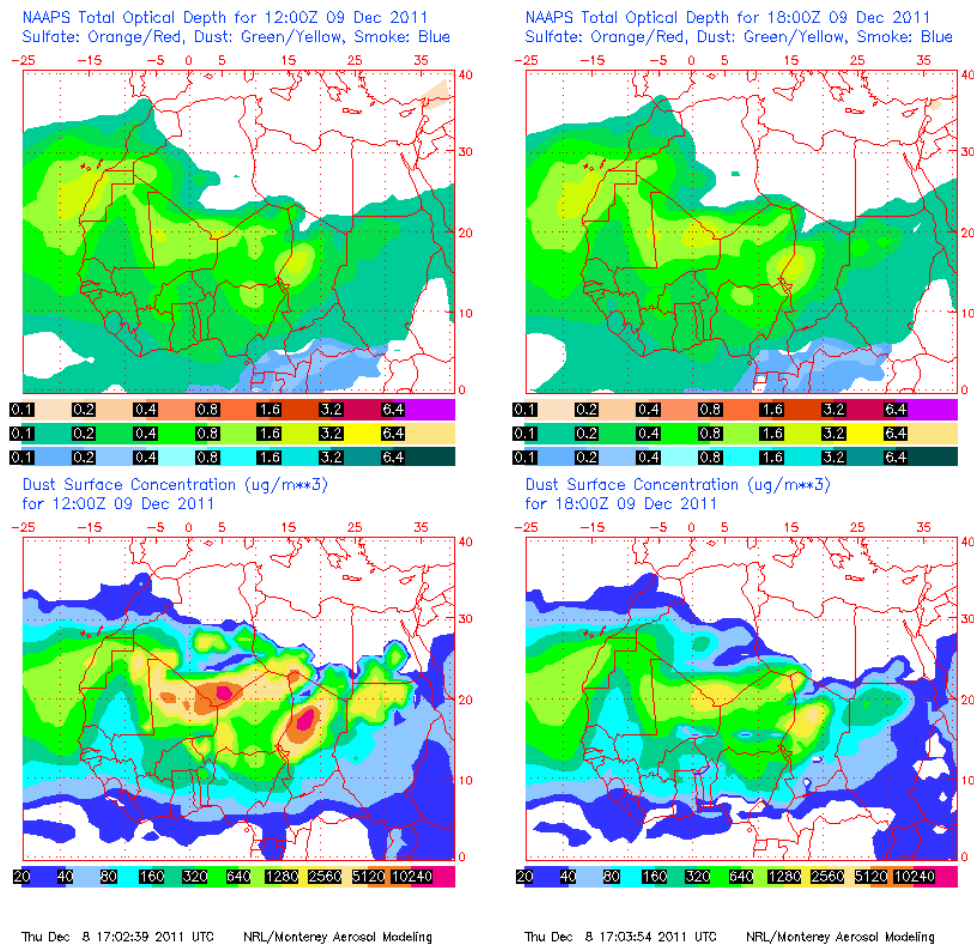 NAAPS Total Optical Depth for 12:00Z 09 Dec 2011
Sulfate: Orange/Red, Dust: Green/Yellow, Smoke: Blue
-25 -15 -5 0 5 15 25 35
40
30
20
10
0
0.1 0.2 0.4 0.8 1.6 3.2 6.4
0.1 0.2 0.4 0.8 1.6 3.2 6.4
0.1 0.2 0.4 0.8 1.6 3.2 6.4
NAAPS Total Optical Depth for 18:00Z 09 Dec 2011
Sulfate: Orange/Red, Dust: Green/Yellow, Smoke: Blue
-25 -15 -5 0 5 15 25 35
40
30
20
10
0
0.1 0.2 0.4 0.8 1.6 3.2 6.4
0.1 0.2 0.4 0.8 1.6 3.2 6.4
0.1 0.2 0.4 0.8 1.6 3.2 6.4
Dust Surface Concentration (ug/m**3)
for 12:00Z 09 Dec 2011
-25 -15 -5 0 5 15 25 35
40
30
20
10
0
20 40 80 160 320 640 1280 2560 5120 10240
Dust Surface Concentration (ug/m**3)
for 18:00Z 09 Dec 2011
-25 -15 -5 0 5 15 25 35
40
30
20
10
0
20 40 80 160 320 640 1280 2560 5120 10240
Thu Dec 8 17:02:39 2011 UTC NRL/Monterey Aerosol Modeling
Thu Dec 8 17:03:54 2011 UTC NRL/Monterey Aerosol Modeling